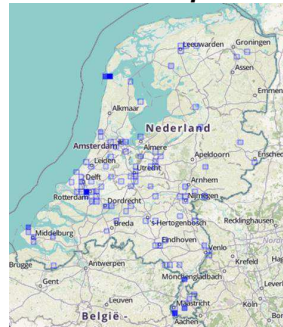 Leeuwarden
Groningen
Assen
Emmen
Alkmaar
Nederland
Amsterdam
Almere
Leiden
Apeldoorn
Enschede
Utrecht
Delft
Arnhem
Rotterdam
Dordrecht
Nijmegen
Breda
's-Hertogenbosch
Recklinghausen
Middelburg
Eindhoven
Venlo
Brugge
Antwerpen
Krefeld
Mönchengladbach
Gent
Leuven
Maastricht
Köln
België -
Aachen